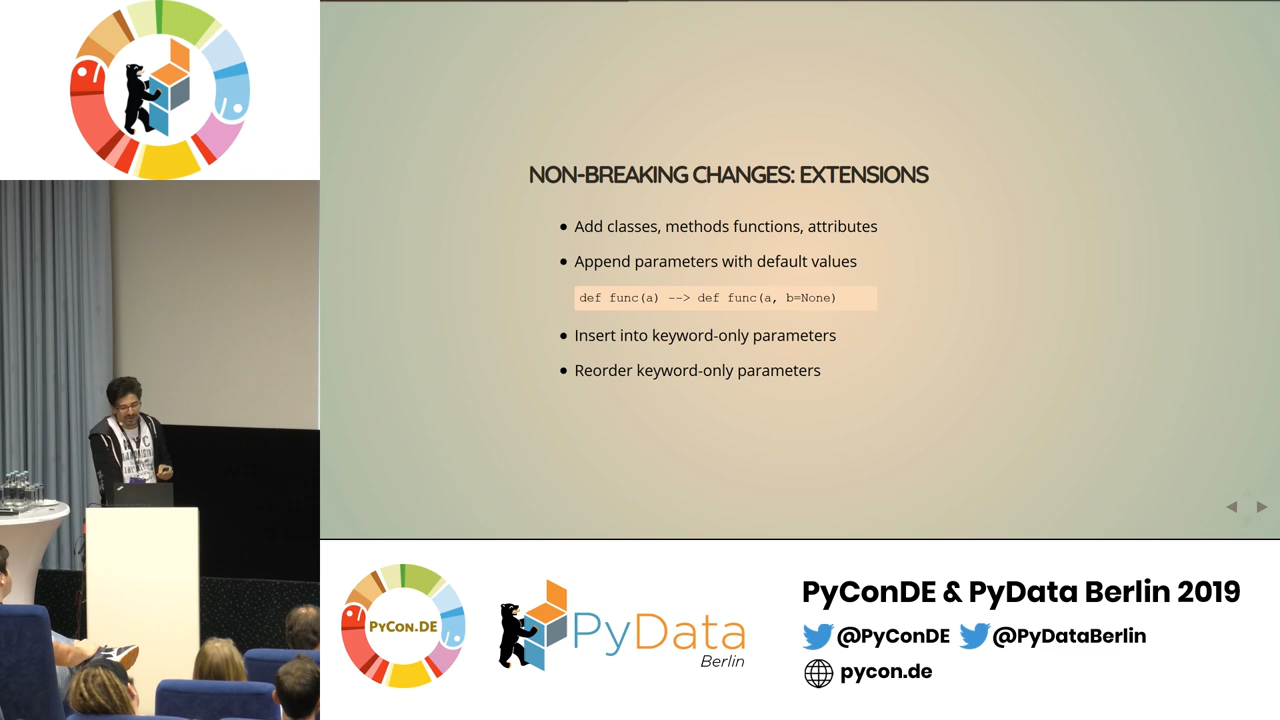 NON-BREAKING CHANGES: EXTENSIONS
Add classes, methods functions, attributes
Append parameters with default values
def func(a) --> def func(a, b=None)
Insert into keyword-only parameters
Reorder keyword-only parameters
PYCON.DE
PyData
Berlin
PyConDE & PyData Berlin 2019
@PyConDE @PyDataBerlin
pycon.de